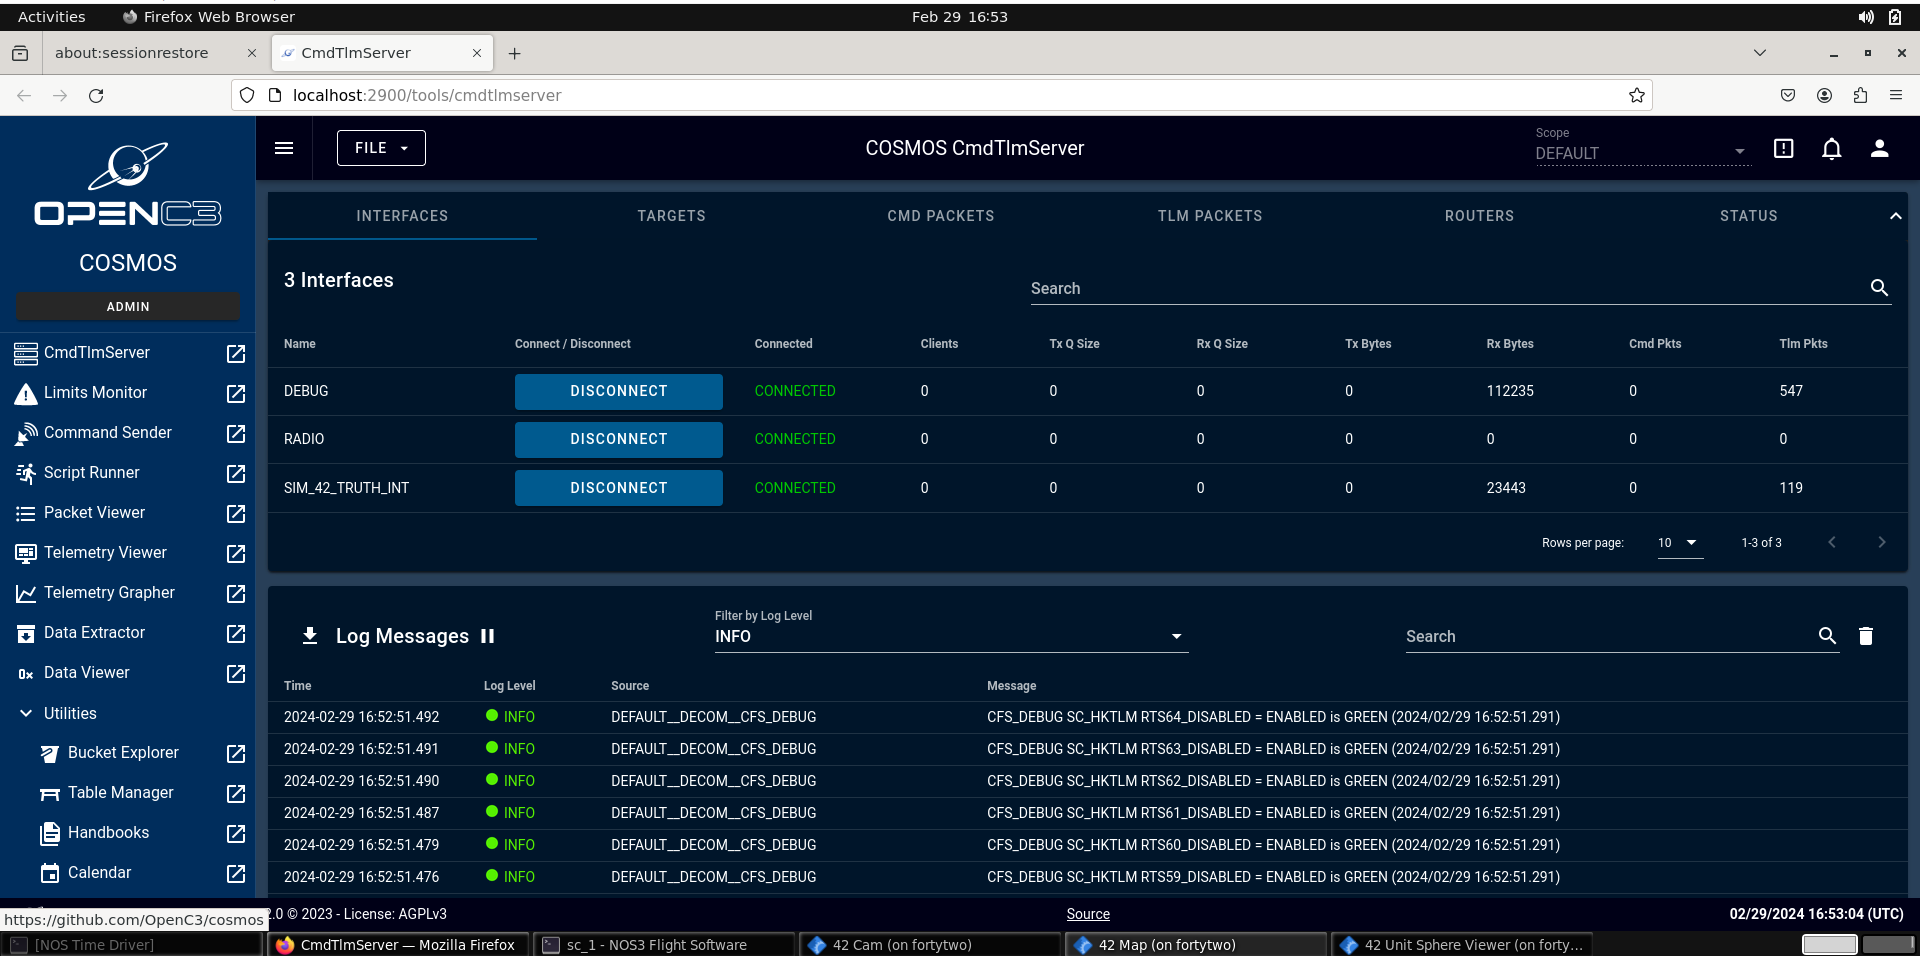 Activities Firefox Web Browser Feb 29 16:53
about:sessionrestore CmdTlmServer
localhost:2900/tools/cmdtlmserver
OPENC3
COSMOS
ADMIN
CmdTlmServer
Limits Monitor
Command Sender
Script Runner
Packet Viewer
Telemetry Viewer
Telemetry Grapher
Data Extractor
0x Data Viewer
Utilities
Bucket Explorer
Table Manager
Handbooks
Calendar
FILE COSMOS CmdTlmServer Scope
DEFAULT
INTERFACES TARGETS CMD PACKETS TLM PACKETS ROUTERS STATUS
3 Interfaces Search
Name Connect / Disconnect Connected Clients Tx Q Size Rx Q Size Tx Bytes Rx Bytes Cmd Pkts Tlm Pkts
DEBUG DISCONNECT CONNECTED 0 0 0 0 112235 0 547
RADIO DISCONNECT CONNECTED 0 0 0 0 0 0 0
SIM_42_TRUTH_INT DISCONNECT CONNECTED 0 0 0 0 23443 0 119
Rows per page: 10 1-3 of 3
Log Messages Filter by Log Level
INFO Search
Time Log Level Source Message
2024-02-29 16:52:51.492 INFO DEFAULT__DECOM__CFS_DEBUG CFS_DEBUG SC_HKTLM RTS64_DISABLED = ENABLED is GREEN (2024/02/29 16:52:51.291)
2024-02-29 16:52:51.491 INFO DEFAULT__DECOM__CFS_DEBUG CFS_DEBUG SC_HKTLM RTS63_DISABLED = ENABLED is GREEN (2024/02/29 16:52:51.291)
2024-02-29 16:52:51.490 INFO DEFAULT__DECOM__CFS_DEBUG CFS_DEBUG SC_HKTLM RTS62_DISABLED = ENABLED is GREEN (2024/02/29 16:52:51.291)
2024-02-29 16:52:51.487 INFO DEFAULT__DECOM__CFS_DEBUG CFS_DEBUG SC_HKTLM RTS61_DISABLED = ENABLED is GREEN (2024/02/29 16:52:51.291)
2024-02-29 16:52:51.479 INFO DEFAULT__DECOM__CFS_DEBUG CFS_DEBUG SC_HKTLM RTS60_DISABLED = ENABLED is GREEN (2024/02/29 16:52:51.291)
2024-02-29 16:52:51.476 INFO DEFAULT__DECOM__CFS_DEBUG CFS_DEBUG SC_HKTLM RTS59_DISABLED = ENABLED is GREEN (2024/02/29 16:52:51.291)
https://github.com/OpenC3/cosmos 2.0 © 2023 - License: AGPLv3 Source 02/29/2024 16:53:04 (UTC)
[NOS Time Driver] CmdTlmServer — Mozilla Firefox sc_1 - NOS3 Flight Software 42 Cam (on fortytwo) 42 Map (on fortytwo) 42 Unit Sphere Viewer (on forty...